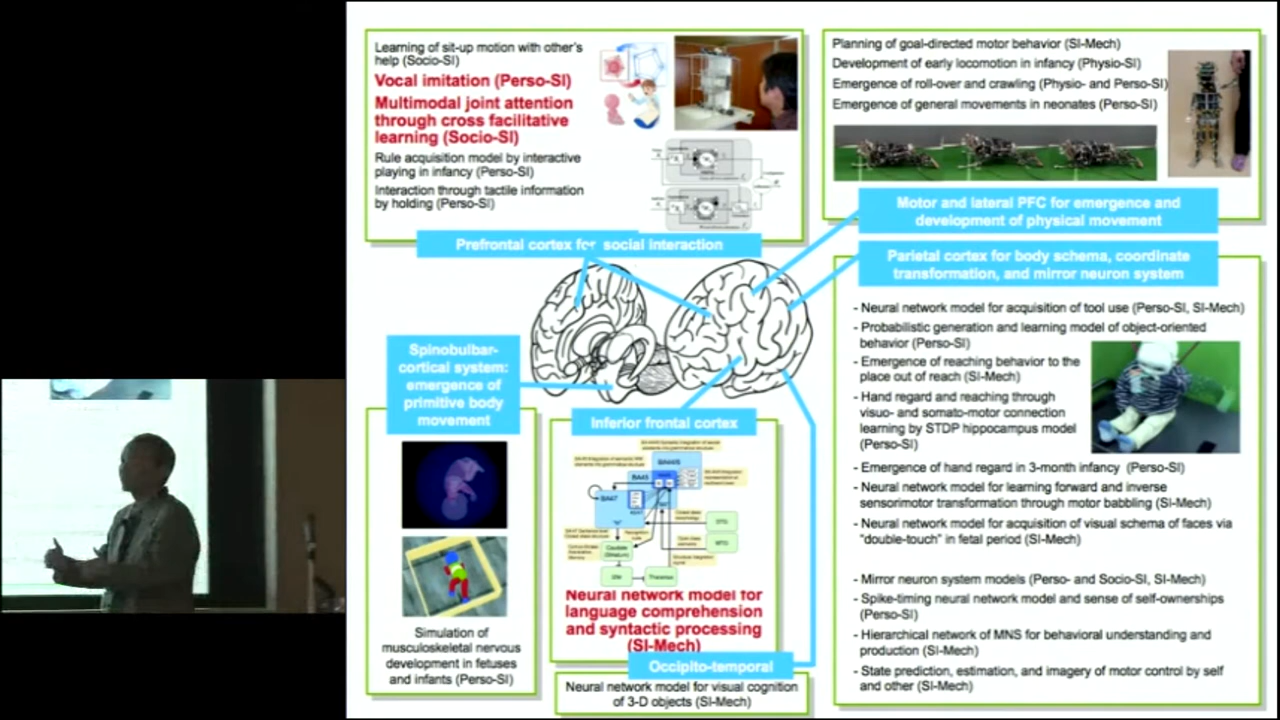 Learning of sit-up motion with other's
help (Socio-SI)
Vocal imitation (Perso-SI)
Multimodal joint attention
through cross facilitative
learning (Socio-SI)
Rule acquisition model by interactive
playing in infancy (Perso-SI)
Interaction through tactile information
by holding (Perso-SI)
Prefrontal cortex for social interaction
Planning of goal-directed motor behavior (SI-Mech)
Development of early locomotion in infancy (Physio-SI)
Emergence of roll-over and crawling (Physio- and Perso-SI)
Emergence of general movements in neonates (Perso-SI)
Motor and lateral PFC for emergence and
development of physical movement
Parietal cortex for body schema, coordinate
transformation, and mirror neuron system
- Neural network model for acquisition of tool use (Perso-SI, SI-Mech)
- Probabilistic generation and learning model of object-oriented
behavior (Perso-SI)
- Emergence of reaching behavior to the
place out of reach (SI-Mech)
- Hand regard and reaching through
visuo- and somato-motor connection
learning by STDP hippocampus model
(Perso-SI)
- Emergence of hand regard in 3-month infancy (Perso-SI)
- Neural network model for learning forward and inverse
sensorimotor transformation through motor babbling (SI-Mech)
- Neural network model for acquisition of visual schema of faces via
"double-touch" in fetal period (SI-Mech)
- Mirror neuron system models (Perso- and Socio-SI, SI-Mech)
- Spike-timing neural network model and sense of self-ownerships
(Perso-SI)
- Hierarchical network of MNS for behavioral understanding and
production (SI-Mech)
- State prediction, estimation, and imagery of motor control by self
and other (SI-Mech)
Spinobulbar-
cortical system:
emergence of
primitive body
movement
Simulation of
musculoskeletal nervous
development in fetuses
and infants (Perso-SI)
Inferior frontal cortex
BA45
BA47
Caudate
Thalamus
Neural network model for
language comprehension
and syntactic processing
(SI-Mech)
Occipito-temporal
Neural network model for visual cognition
of 3-D objects (SI-Mech)